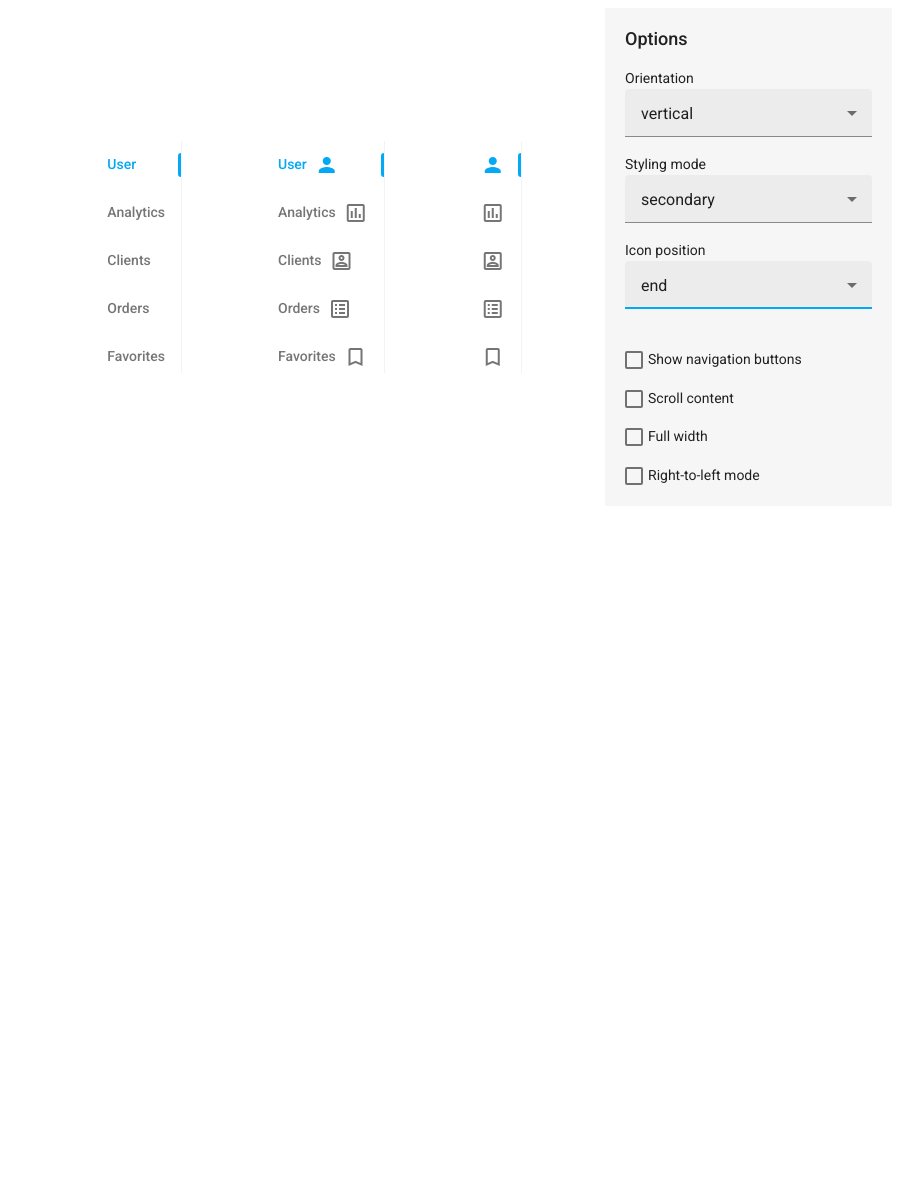 User
Analytics
Clients
Orders
Favorites
User
Analytics
Clients
Orders
Favorites
Options
Orientation
vertical
Styling mode
secondary
Icon position
end
Show navigation buttons
Scroll content
Full width
Right-to-left mode